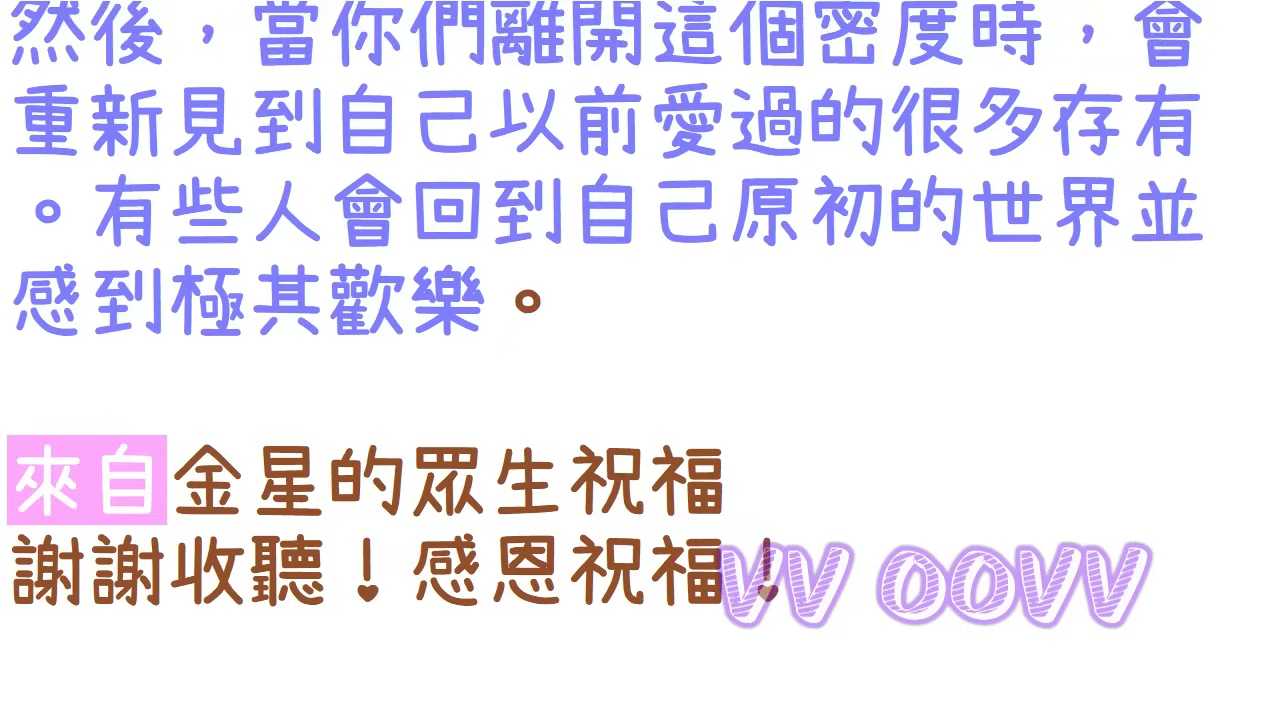 然後，當你們離開這個密度時，會
重新見到自己以前愛過的很多存有
。有些人會回到自己原初的世界並
感到極其歡樂。
來自金星的眾生祝福
謝謝收聽！感恩祝福！
VV OOVV